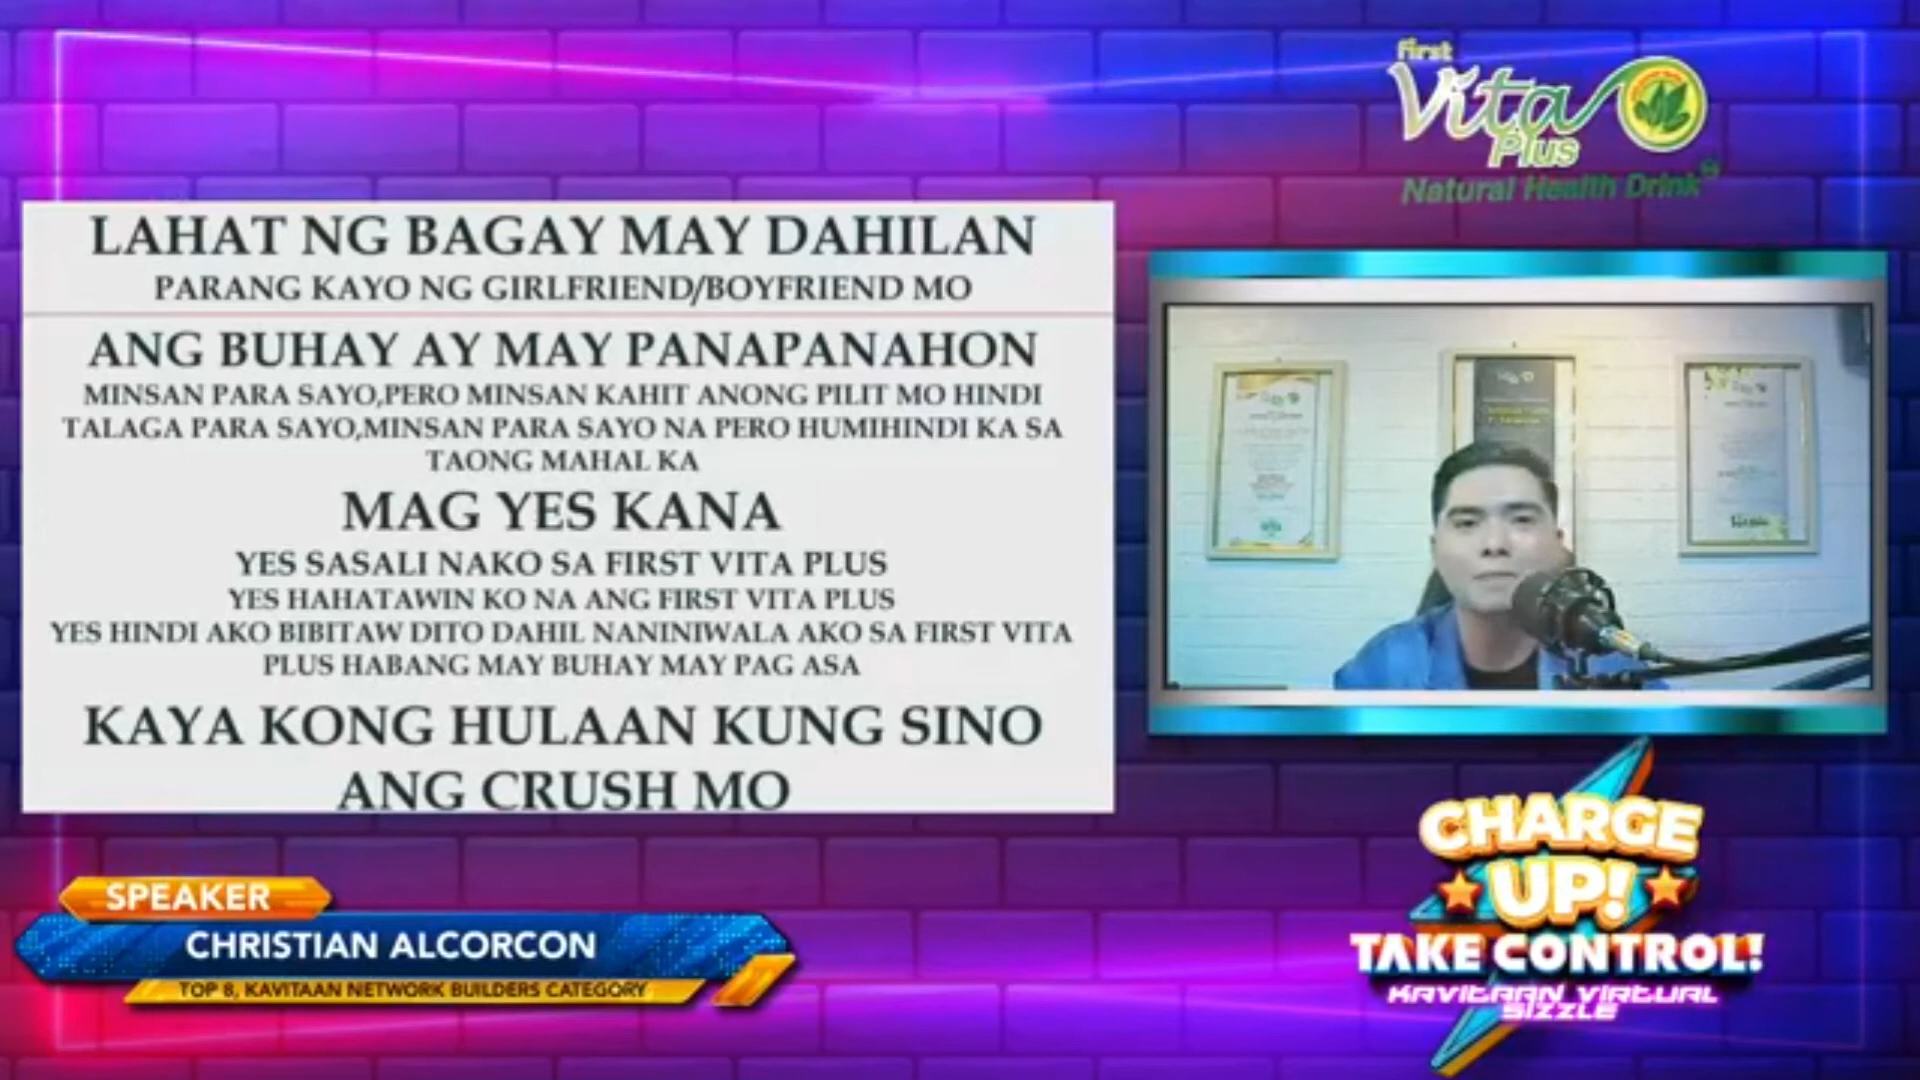 first
Vita
Plus
Natural Health Drink
LAHAT NG BAGAY MAY DAHILAN
PARANG KAYO NG GIRLFRIEND/BOYFRIEND MO
ANG BUHAY AY MAY PANAPANAHON
MINSAN PARA SAYO,PERO MINSAN KAHIT ANONG PILIT MO HINDI
TALAGA PARA SAYO,MINSAN PARA SAYO NA PERO HUMIHINDI KA SA
TAONG MAHAL KA
MAG YES KANA
YES SASALI NAKO SA FIRST VITA PLUS
YES HAHATAWIN KO NA ANG FIRST VITA PLUS
YES HINDI AKO BIBITAW DITO DAHIL NANINIWALA AKO SA FIRST VITA
PLUS HABANG MAY BUHAY MAY PAG ASA
KAYA KONG HULAAN KUNG SINO
ANG CRUSH MO
SPEAKER
CHRISTIAN ALCORCON
TOP 8, KAVITAAN NETWORK BUILDERS CATEGORY
CHARGE
UP!
TAKE CONTROL!
KAVITAAN VIRTUAL
SIZZLE